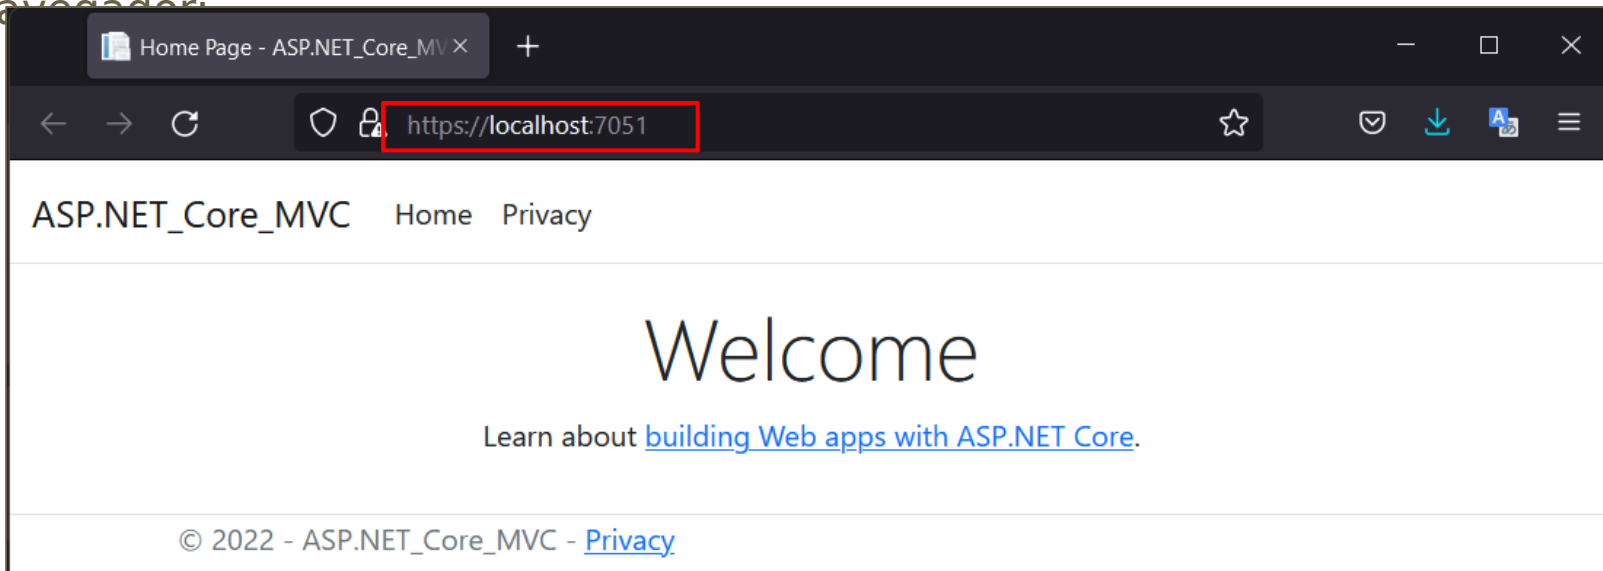 Home Page - ASP.NET_Core_MV
https://localhost:7051
ASP.NET_Core_MVC Home Privacy
Welcome
Learn about building Web apps with ASP.NET Core.
© 2022 - ASP.NET_Core_MVC - Privacy